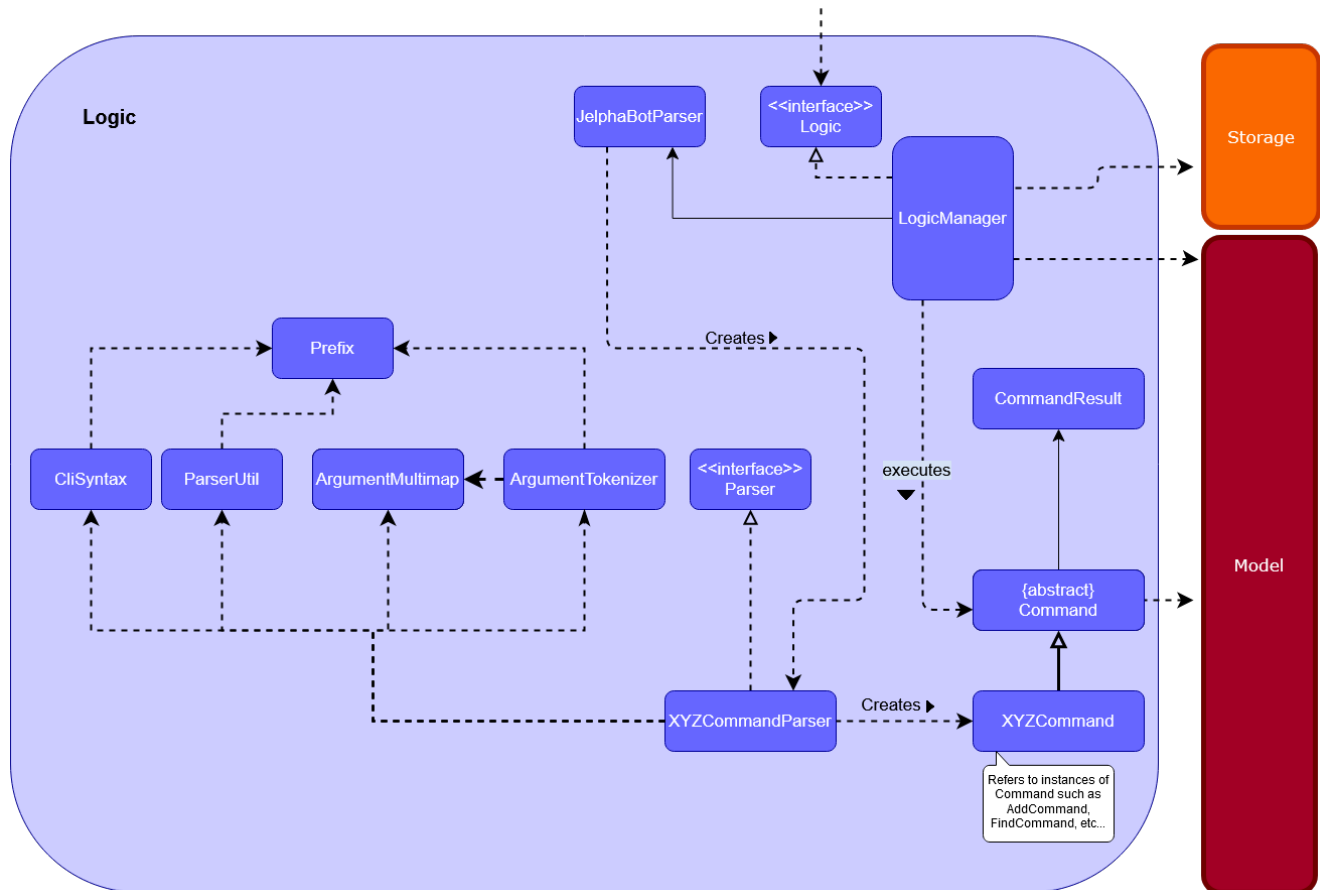 Logic
JelphaBotParser
<<interface>>
Logic
LogicManager
Storage
Creates
Prefix
CommandResult
CliSyntax
ParserUtil
ArgumentMultimap
ArgumentTokenizer
<<interface>>
Parser
executes
{abstract}
Command
Model
XYZCommandParser
Creates
XYZCommand
Refers to instances of
Command such as
AddCommand,
FindCommand, etc...